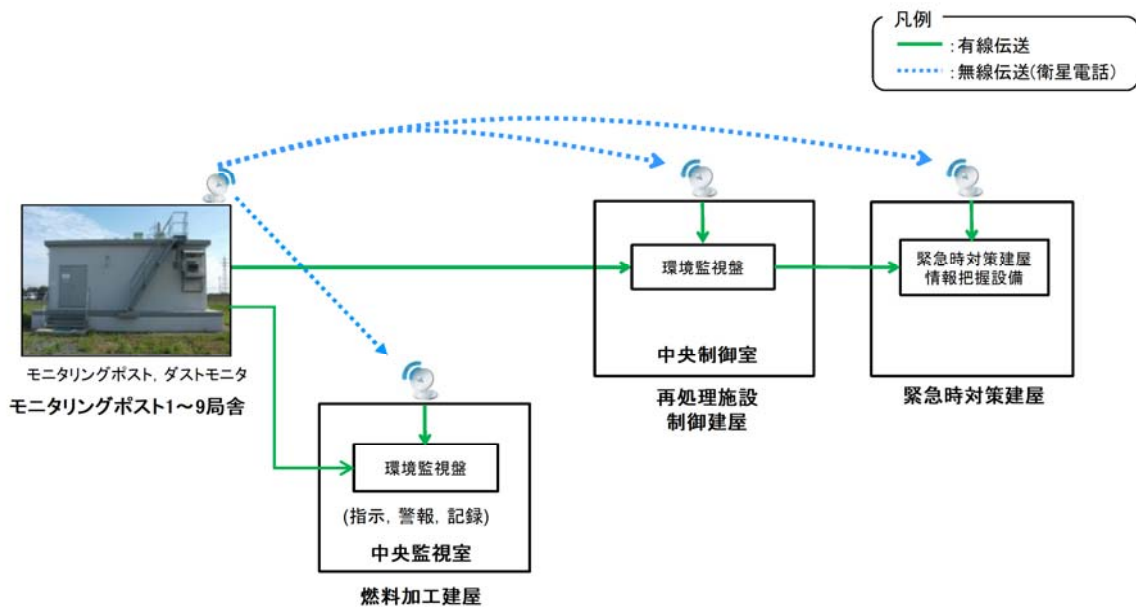 凡例
:有線伝送
:無線伝送(衛星電話)
環境監視盤
緊急時対策建屋
情報把握設備
中央制御室
再処理施設
制御建屋
緊急時対策建屋
モニタリングポスト, ダストモニタ
モニタリングポスト1~9局舎
環境監視盤
(指示, 警報, 記録)
中央監視室
燃料加工建屋